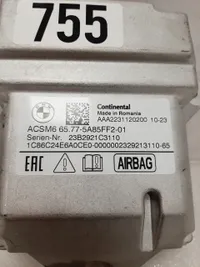 755
Continental
Made in Romania
AAA2231120200 10-23
ACSM6 65.77-5A85FF2-01
Serien-Nr. 23B2921C3110
1C86C24E6A0CE0-0000002329213110-65
EAC AIRBAG